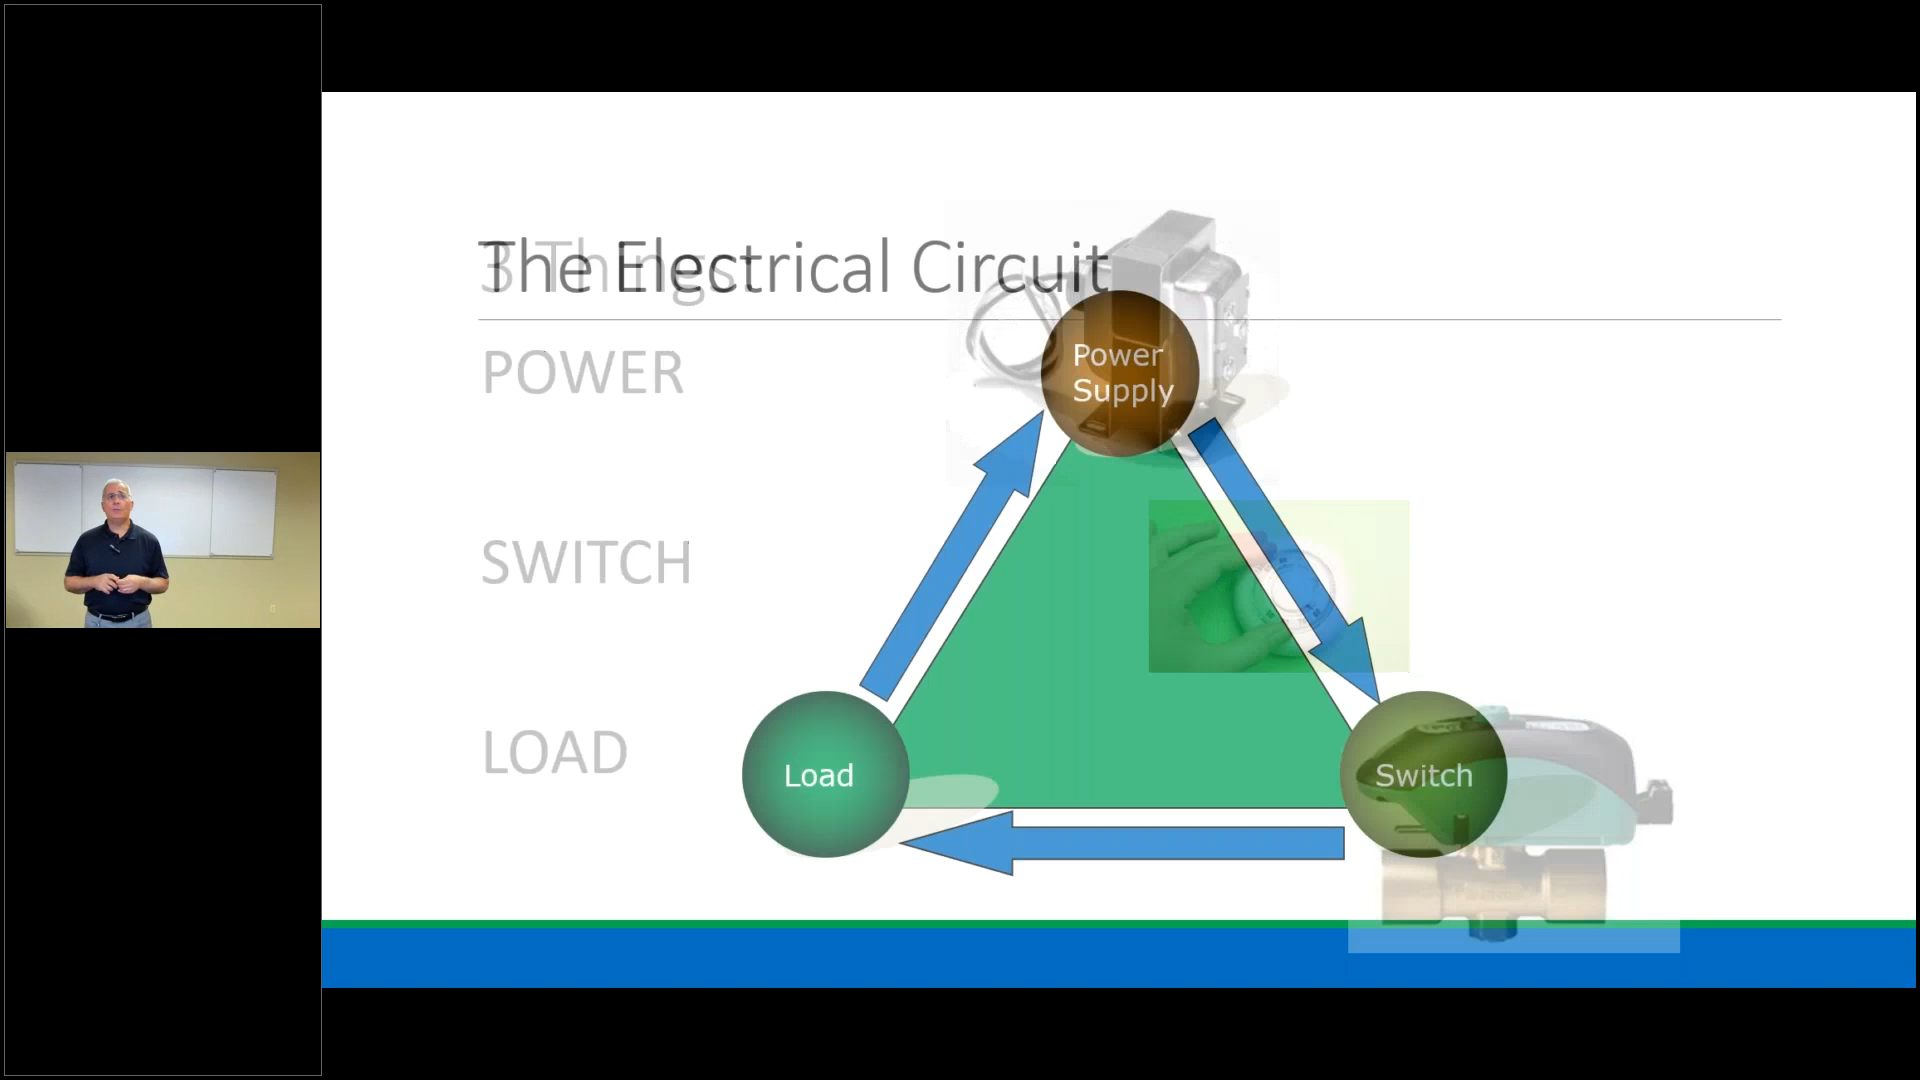 The Electrical Circuit
3 Things
POWER
Power
Supply
SWITCH
LOAD
Load
Switch